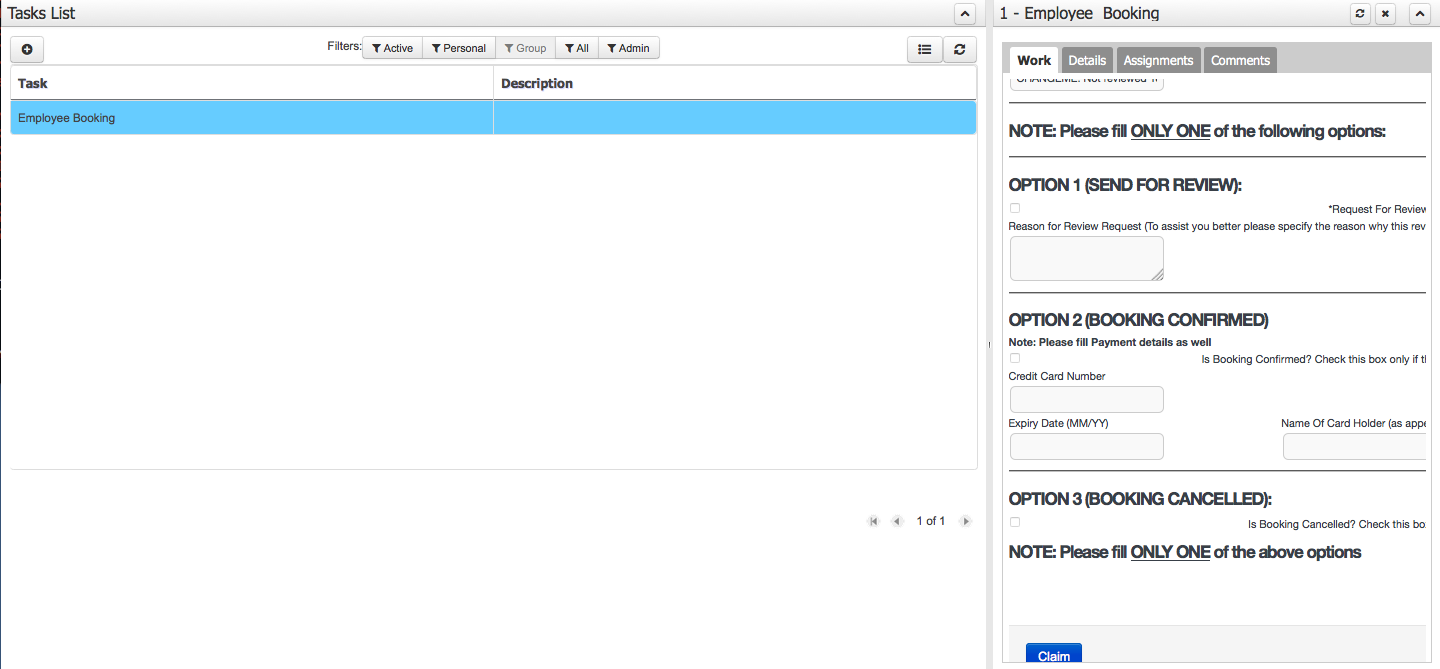 Tasks List
Filters: Active Personal Group All Admin
Task Description
Employee Booking
1 of 1
1 - Employee Booking
Work Details Assignments Comments
CHANGEME: Not reviewed
NOTE: Please fill ONLY ONE of the following options:
OPTION 1 (SEND FOR REVIEW):
*Request For Review
Reason for Review Request (To assist you better please specify the reason why this rev
OPTION 2 (BOOKING CONFIRMED)
Note: Please fill Payment details as well
Is Booking Confirmed? Check this box only if th
Credit Card Number
Expiry Date (MM/YY) Name Of Card Holder (as appe
OPTION 3 (BOOKING CANCELLED):
Is Booking Cancelled? Check this bo
NOTE: Please fill ONLY ONE of the above options
Claim